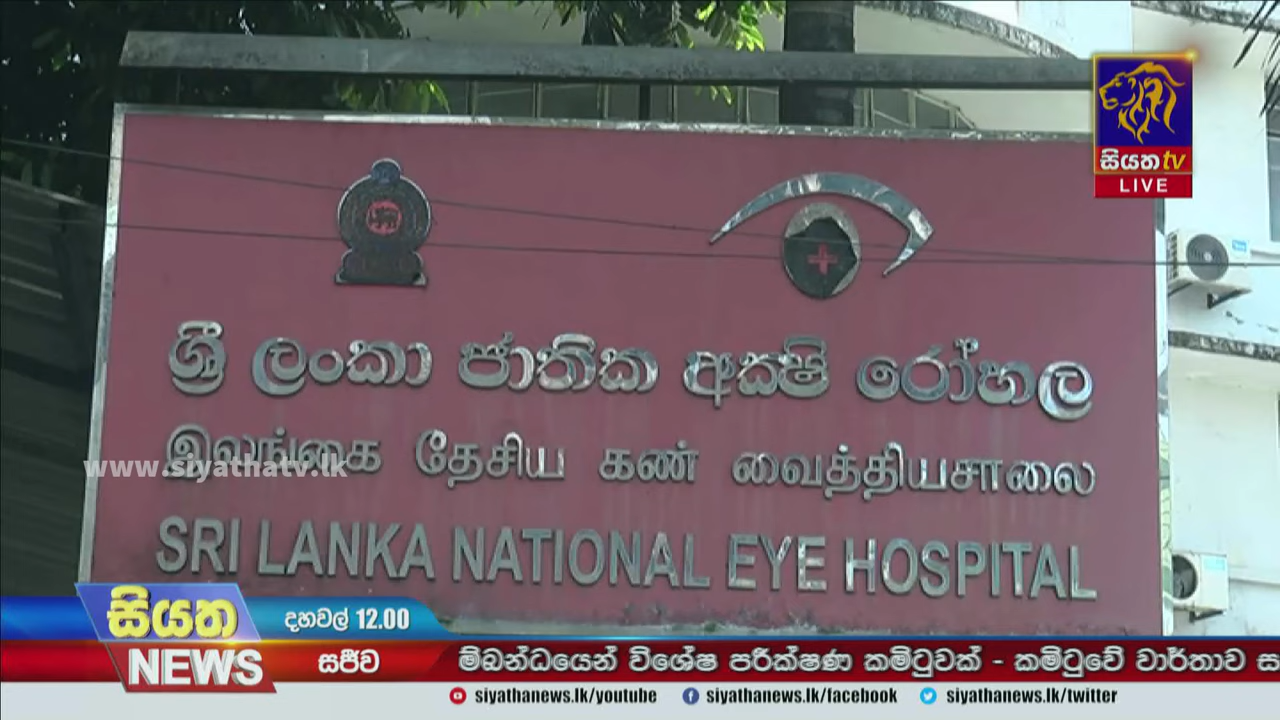 සියත tv
LIVE
ශ්‍රී ලංකා ජාතික අක්ෂි රෝහල
இலங்கை தேசிய கண் வைத்தியசாலை
www.siyathatv.lk
SRI LANKA NATIONAL EYE HOSPITAL
සියත
දහවල් 12.00
NEWS
සජීව
ම්බන්ධයෙන් විශේෂ පරීක්ෂණ කමිටුවක් - කමිටුවේ වාර්තාව ස
siyathanews.lk/youtube
siyathanews.lk/facebook
siyathanews.lk/twitter